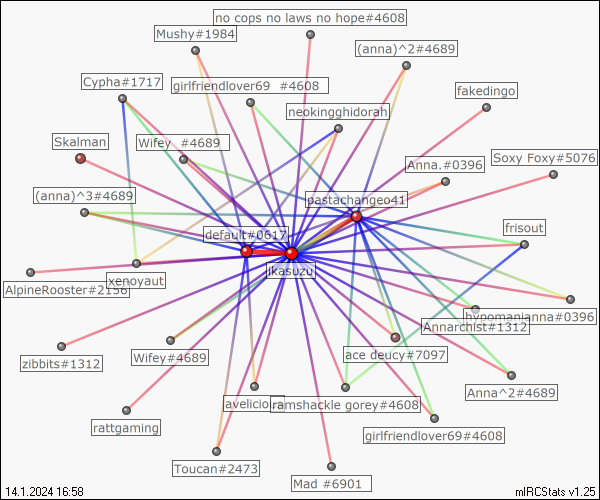 no cops no laws no hope#4608
Mushy#1984
(anna)^2#4689
Cypha#1717
girlfriendlover69 #4608
fakedingo
neokingghidorah
Skalman
Wifey #4689
Anna.#0396
Soxy Foxy#5076
(anna)^3#4689
pastachangeo41
default#0617
frisout
jkasuzu
xenoyaut
AlpineRooster#2156
hypomanianna#0396
Annarchist#1312
zibbits#1312
Wifey#4689
ace deucy#7097
Anna^2#4689
ramshackle gorey#4608
rattgaming
girlfriendlover69#4608
Toucan#2473
Mad #6901
14.1.2024 16:58
mIRCStats v1.25